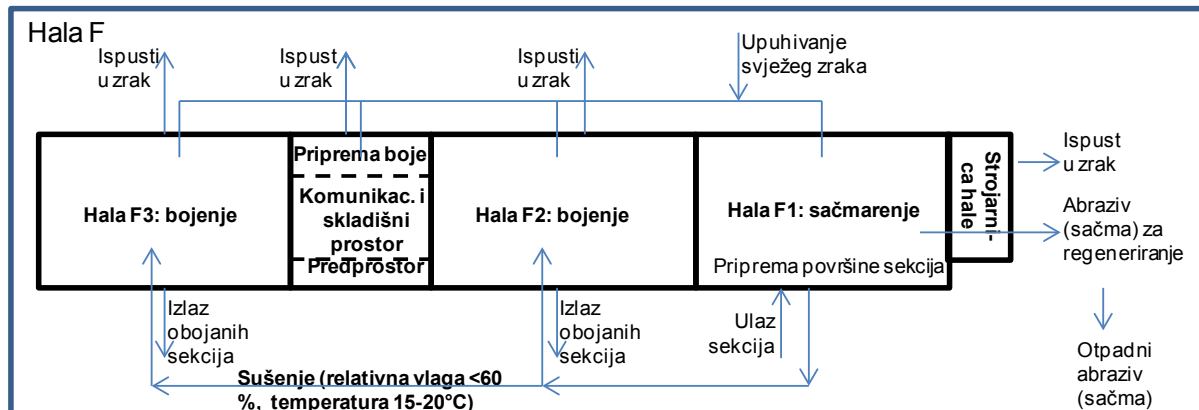 Hala F
Ispusti
u zrak
Ispusti
u zrak
Ispusti
u zrak
Upuhivanje
svježeg zraka
Hala F3: bojenje
Priprema boje
Komunikac. i
skladišni
prostor
Predprostor
Hala F2: bojenje
Hala F1: sačmarenje
Priprema površine sekcija
Strojarni-
ca hale
Ispust
u zrak
Abraziv
(sačma) za
regeneriranje
Izlaz
obojanih
sekcija
Izlaz
obojanih
sekcija
Ulaz
sekcija
Otpadni
abraziv
(sačma)
Sušenje (relativna vlaga <60
%, temperatura 15-20°C)